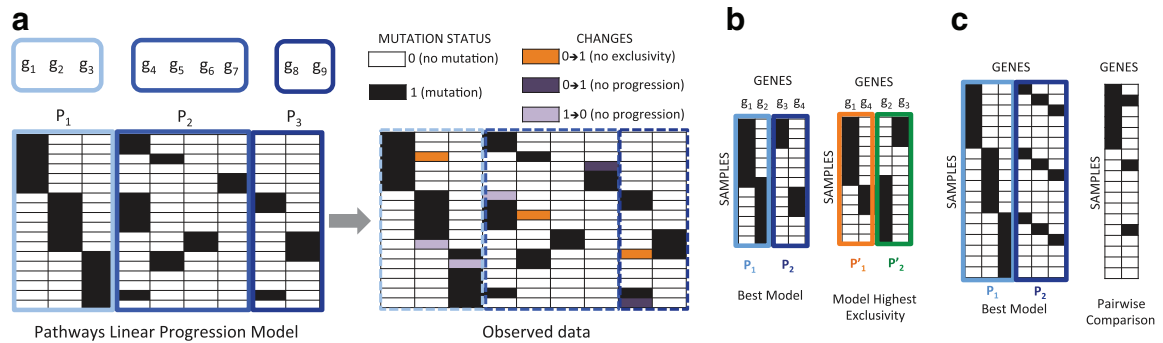 a
g1 g2 g3
g4 g5 g6 g7
g8 g9
MUTATION STATUS
0 (no mutation)
1 (mutation)
CHANGES
0➔1 (no exclusivity)
0➔1 (no progression)
1➔0 (no progression)
P1
P2
P3
Pathways Linear Progression Model
Observed data
b
GENES
g1 g2 g3 g4
SAMPLES
P1 P2
Best Model
GENES
g1 g4 g2 g3
SAMPLES
P'1 P'2
Model Highest
Exclusivity
c
GENES
SAMPLES
P1 P2
Best Model
GENES
SAMPLES
Pairwise
Comparison